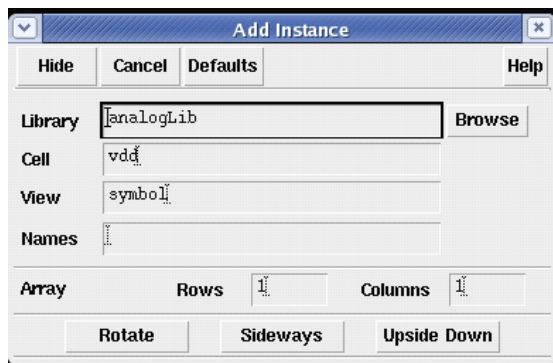 Add Instance
Hide Cancel Defaults Help
Library analogLib Browse
Cell vdd
View symbol
Names
Array Rows 1 Columns 1
Rotate Sideways Upside Down